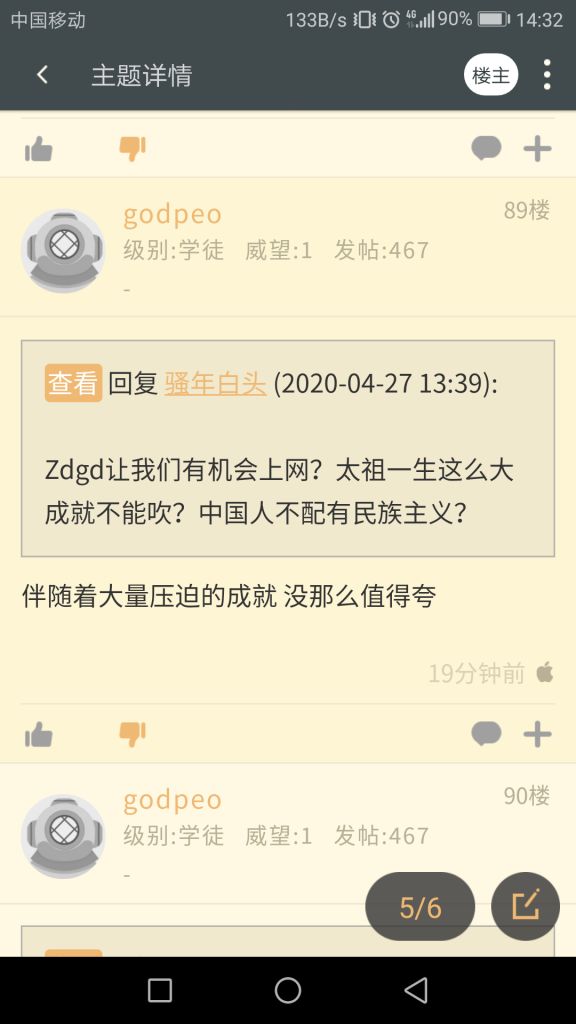 中国移动 133B/s 4G 90% 14:32
主题详情 楼主
godpeo 89楼
级别:学徒 威望:1 发帖:467
-
查看 回复 骚年白头 (2020-04-27 13:39):
Zdgd让我们有机会上网？太祖一生这么大
成就不能吹？中国人不配有民族主义？
伴随着大量压迫的成就 没那么值得夸
19分钟前
godpeo 90楼
级别:学徒 威望:1 发帖:467
-
5/6